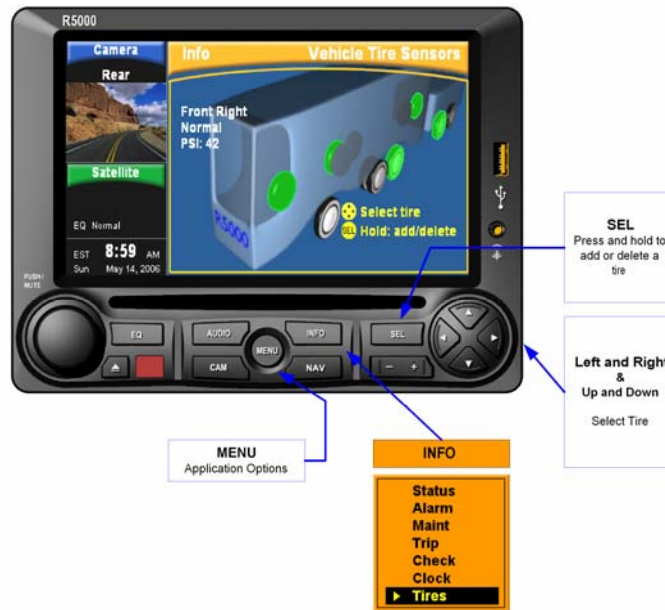 R5000
Camera
Rear
Info
Vehicle Tire Sensors
Front Right
Normal
PSI: 42
Satellite
EQ Normal
EST 8:59 AM
Sun May 14, 2006
R5000
Select tire
SEL Hold: add/delete
PUSH/
MUTE
EQ
AUDIO
INFO
MENU
CAM
NAV
SEL
- +
SEL
Press and hold to
add or delete a
tire
Left and Right
&
Up and Down
Select Tire
MENU
Application Options
INFO
Status
Alarm
Maint
Trip
Check
Clock
Tires